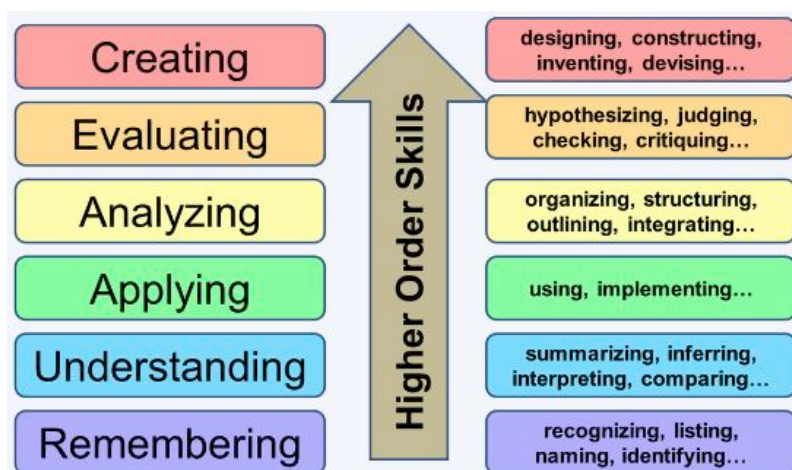 Creating
designing, constructing,
inventing, devising…
Evaluating
hypothesizing, judging,
checking, critiquing…
Analyzing
organizing, structuring,
outlining, integrating…
Applying
using, implementing…
Understanding
summarizing, inferring,
interpreting, comparing…
Remembering
recognizing, listing,
naming, identifying…
Higher Order Skills